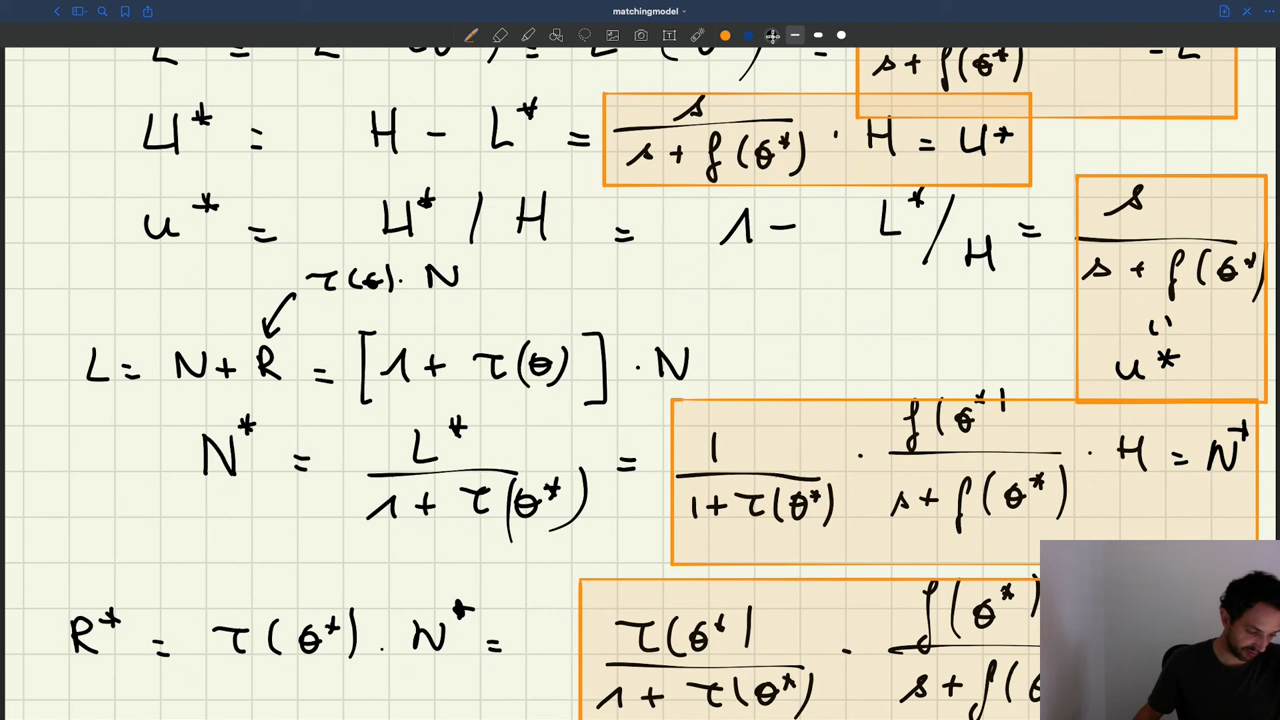 matchingmodel
s + f(θ*)
U* = H - L* = s / (s + f(θ*)) · H = U*
u* = U* / H = 1 - L* / H = s / (s + f(θ*))
" u*
τ(θ) · N
L = N + R = [1 + τ(θ)] · N
N* = L* / (1 + τ(θ*)) = 1 / (1 + τ(θ*)) · f(θ*) / (s + f(θ*)) · H = N*
R* = τ(θ*) · N* = τ(θ*) / (1 + τ(θ*)) · f(θ*) / (s + f(θ